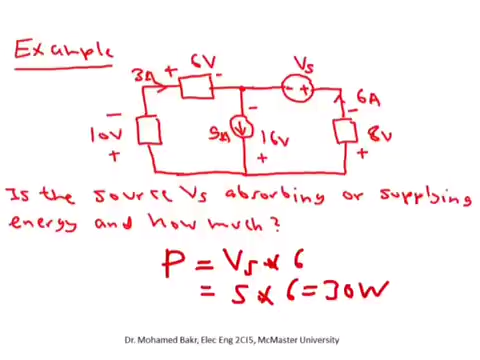 Example
3A + 6V - Vs
- + 6A
- - -
10V 9A 16V 8V
+ + +
Is the source Vs absorbing or supplying
energy and how much?
P = Vs * 6
= 5 * 6 = 30W
Dr. Mohamed Bakr, Elec Eng 2CI5, McMaster University